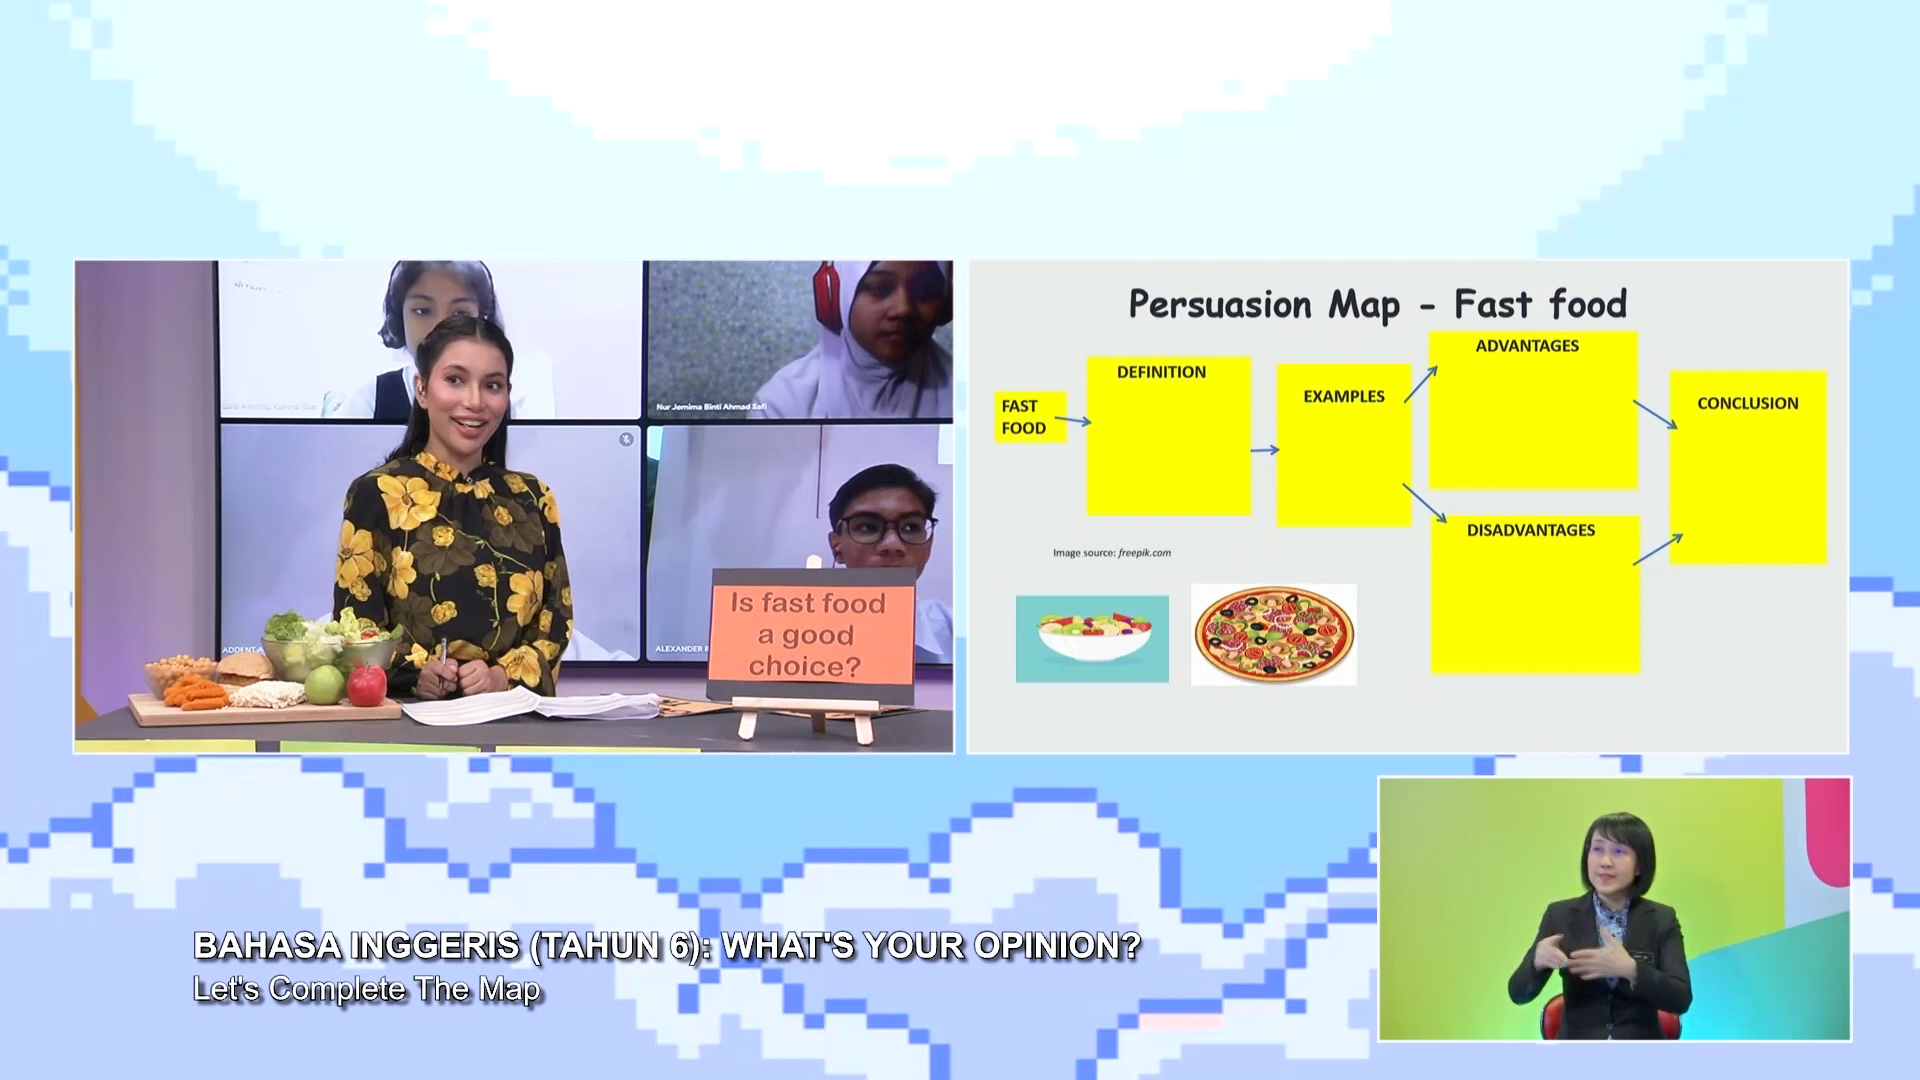 Nur Jemima Binti Ahmad Safi
ALEXANDER
Is fast food
a good
choice?
Persuasion Map - Fast food
FAST
FOOD
DEFINITION
EXAMPLES
ADVANTAGES
DISADVANTAGES
CONCLUSION
Image source: freepik.com
BAHASA INGGERIS (TAHUN 6): WHAT'S YOUR OPINION?
Let's Complete The Map